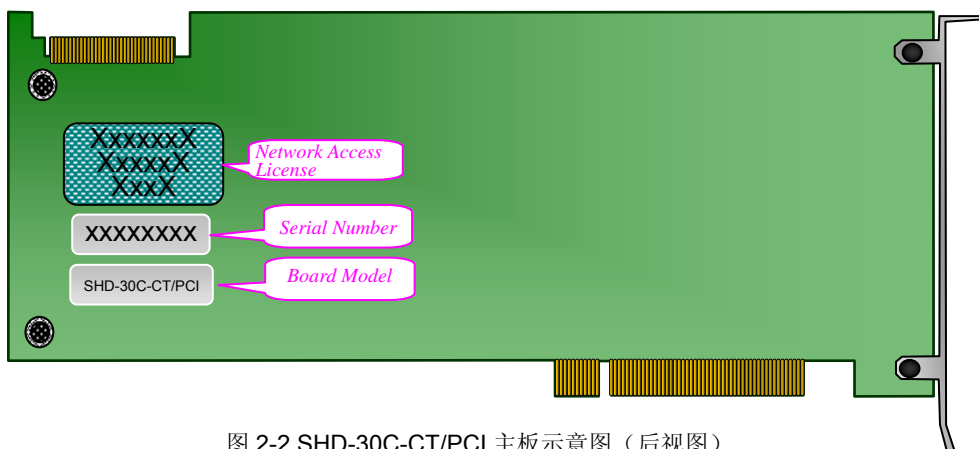 XxxxxxX
XxxxxX
XxxX
Network Access
License
XXXXXXXX
Serial Number
SHD-30C-CT/PCI
Board Model
图 2-2 SHD-30C-CT/PCI 主板示意图（后视图）